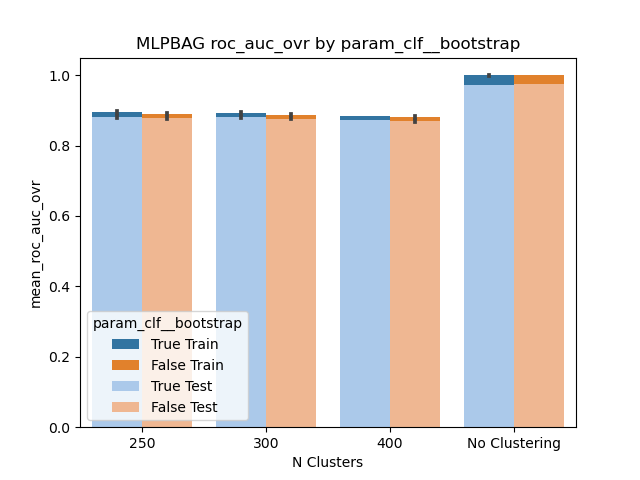 MLPBAG roc_auc_ovr by param_clf__bootstrap
mean_roc_auc_ovr
1.0
0.8
0.6
0.4
0.2
0.0
param_clf__bootstrap
True Train
False Train
True Test
False Test
250 300 400 No Clustering
N Clusters